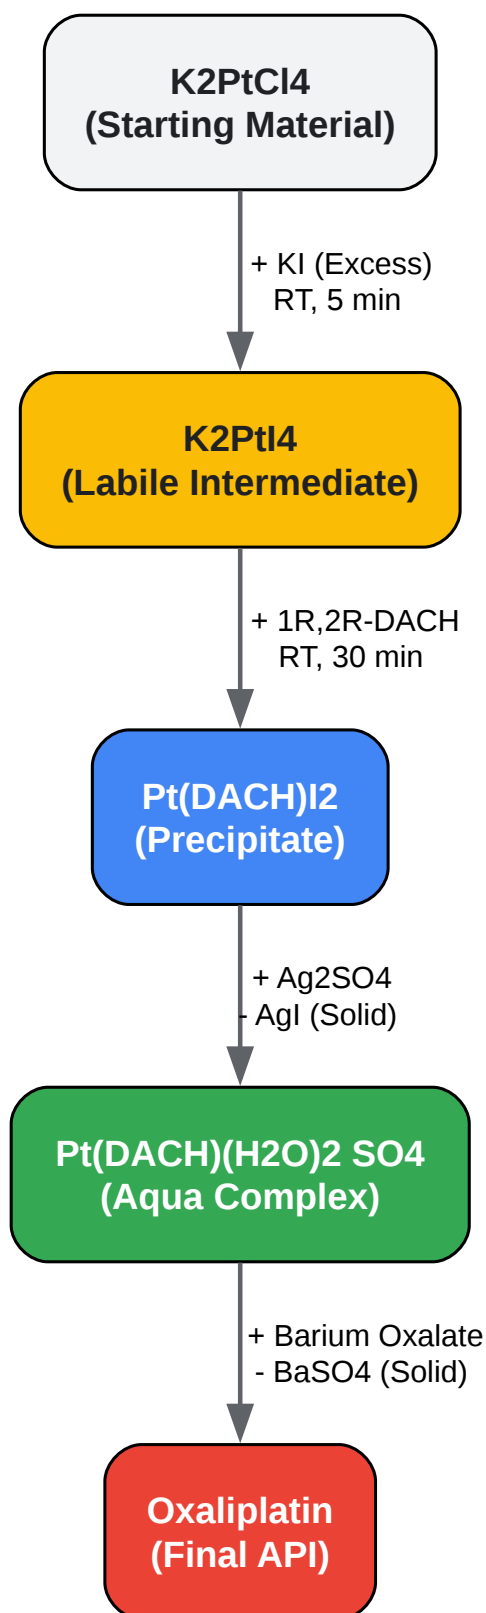 K2PtCl4
(Starting Material)
+ KI (Excess)
RT, 5 min
K2PtI4
(Labile Intermediate)
+ 1R,2R-DACH
RT, 30 min
Pt(DACH)I2
(Precipitate)
+ Ag2SO4
- AgI (Solid)
Pt(DACH)(H2O)2 SO4
(Aqua Complex)
+ Barium Oxalate
- BaSO4 (Solid)
Oxaliplatin
(Final API)